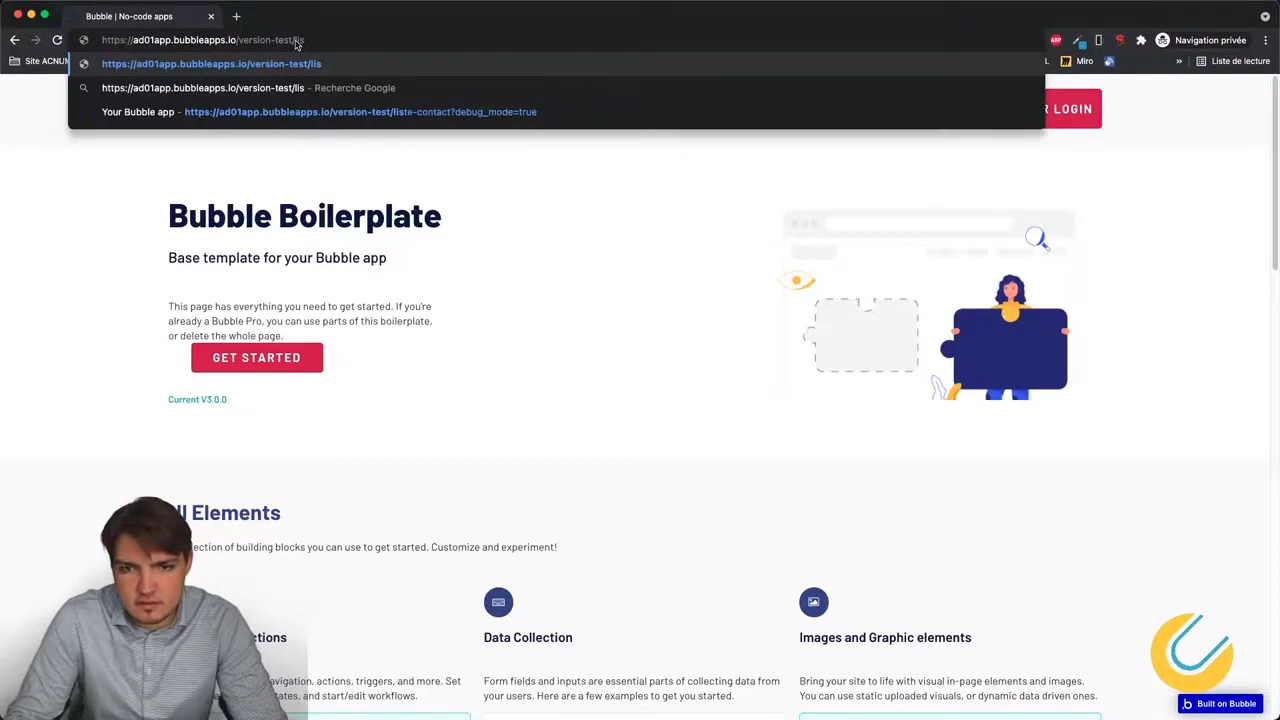 Bubble | No-code apps
https://ad01app.bubbleapps.io/version-test/lis
Navigation privée
Site ACNUM
Miro
Liste de lecture
https://ad01app.bubbleapps.io/version-test/lis
https://ad01app.bubbleapps.io/version-test/lis - Recherche Google
Your Bubble app - https://ad01app.bubbleapps.io/version-test/liste-contact?debug_mode=true
LOGIN
Bubble Boilerplate
Base template for your Bubble app
This page has everything you need to get started. If you're
already a Bubble Pro, you can use parts of this boilerplate,
or delete the whole page.
GET STARTED
Current V3.0.0
Elements
of building blocks you can use to get started. Customize and experiment!
Data Collection
Images and Graphic elements
navigation, actions, triggers, and more. Set
and start/edit workflows.
Form fields and inputs are essential parts of collecting data from
your users. Here are a few examples to get you started.
Bring your site to life with visual in-page elements and images.
You can use static uploaded visuals, or dynamic data driven ones.
Built on Bubble